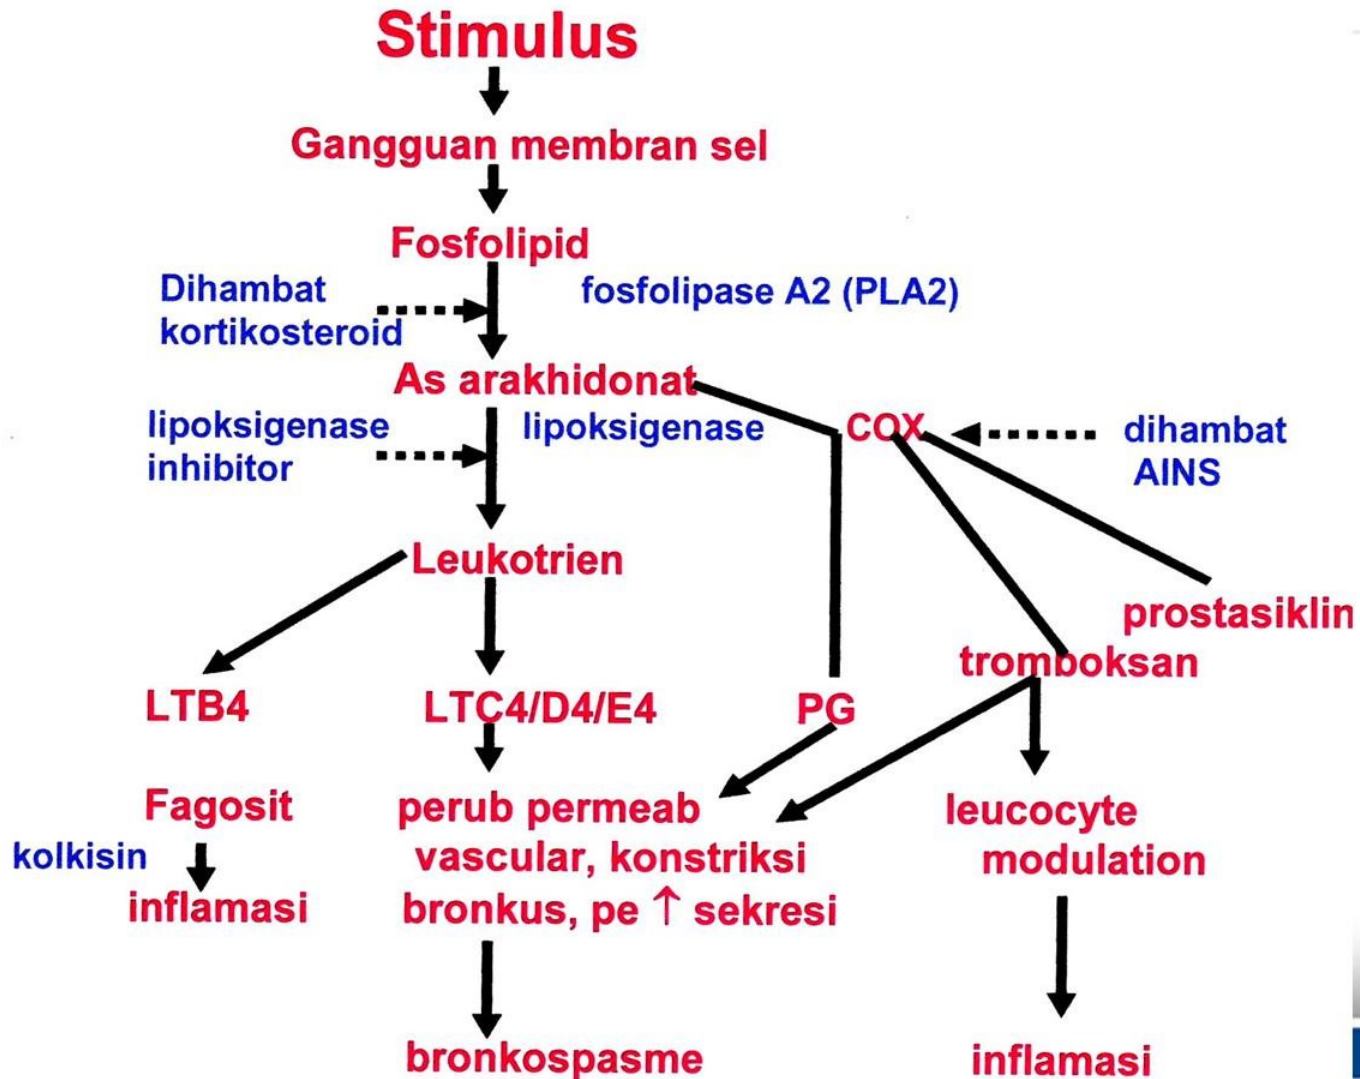 Stimulus
Gangguan membran sel
Fosfolipid
Dihambat
kortikosteroid
fosfolipase A2 (PLA2)
As arakhidonat
lipoksigenase
inhibitor
lipoksigenase
COX
dihambat
AINS
Leukotrien
prostasiklin
tromboksan
LTB4
LTC4/D4/E4
PG
Fagosit
kolkisin
inflamasi
perub permeab
vascular, konstriksi
bronkus, pe ↑ sekresi
leucocyte
modulation
bronkospasme
inflamasi